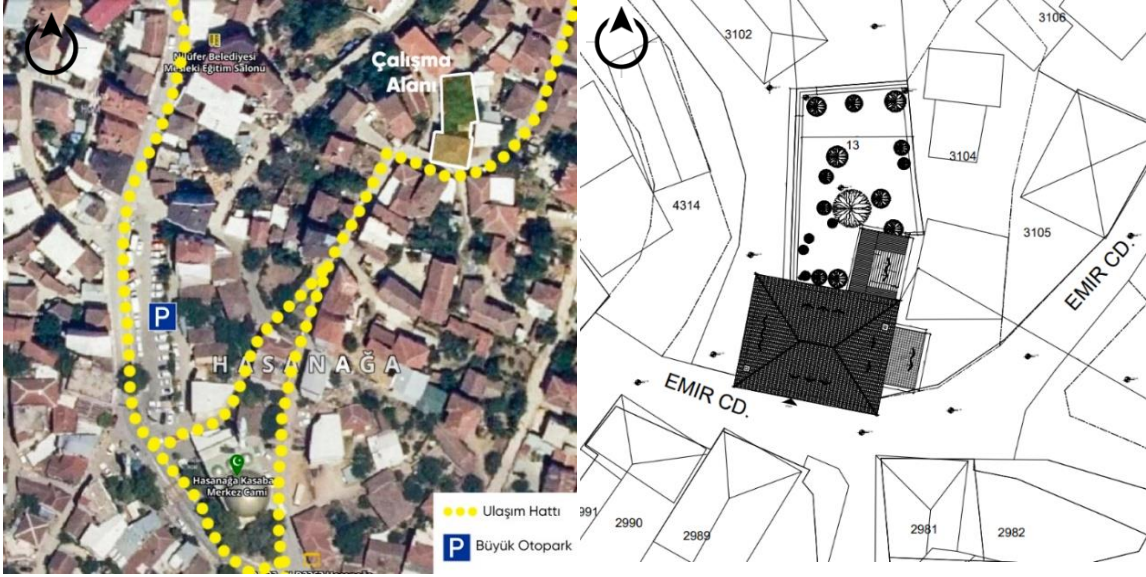 Nilüfer Belediyesi
Mesleki Eğitim Salonu
Çalışma
Alanı
P
HASANAĞA
Hasanağa Kasaba
Merkez Cami
Ulaşım Hattı
P Büyük Otopark
3102
3106
13
3104
4314
3105
EMIR CD.
EMIR CD.
2990
2989
2981
2982